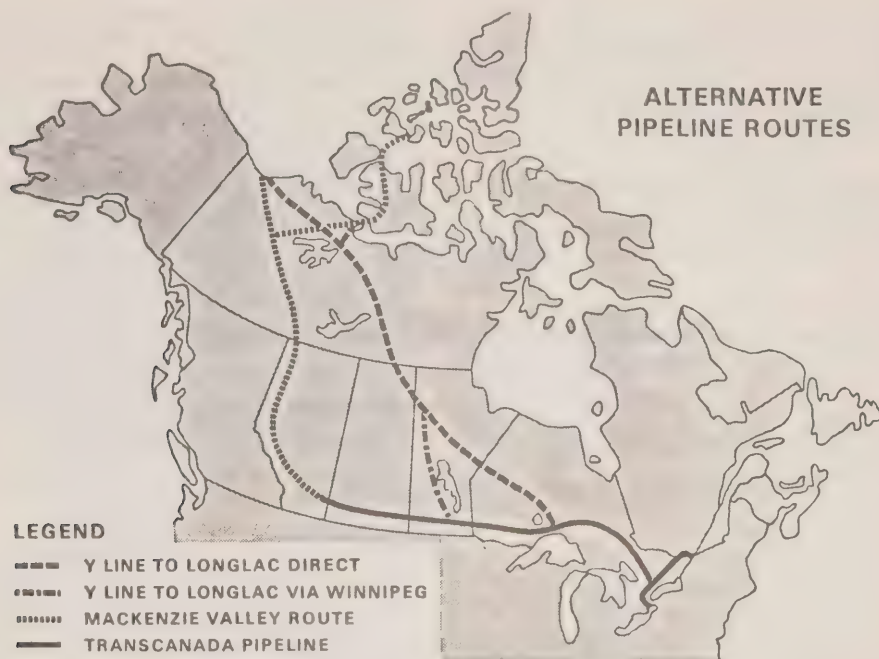 ALTERNATIVE
PIPELINE ROUTES
LEGEND
Y LINE TO LONGLAC DIRECT
Y LINE TO LONGLAC VIA WINNIPEG
MACKENZIE VALLEY ROUTE
TRANSCANADA PIPELINE